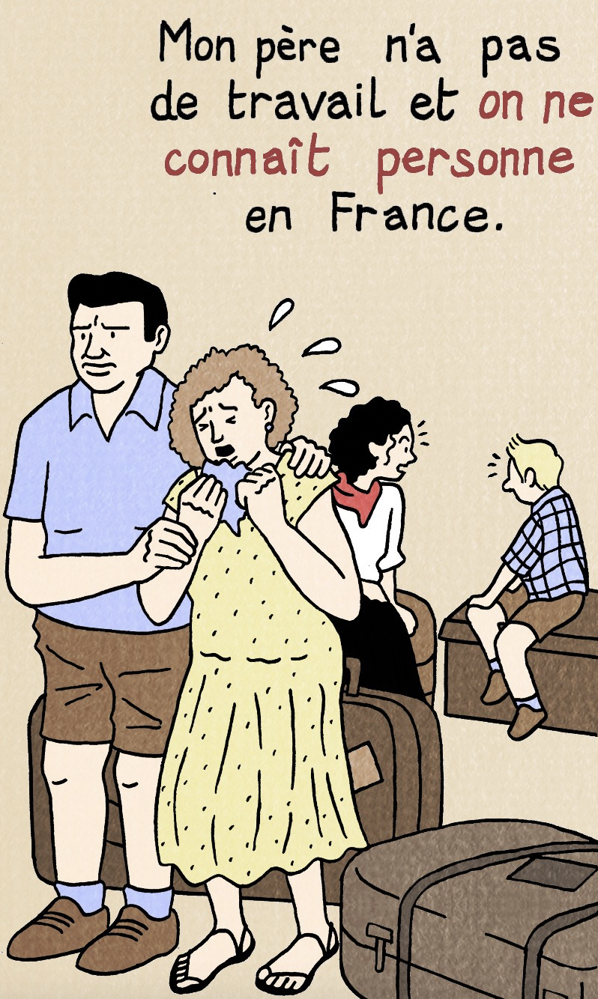 Mon père n'a pas
de travail et on ne
connaît personne
en France.